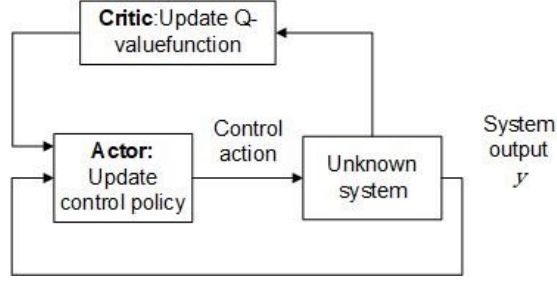 Critic:Update Q-
valuefunction
Actor:
Update
control policy
Control
action
Unknown
system
System
output
y